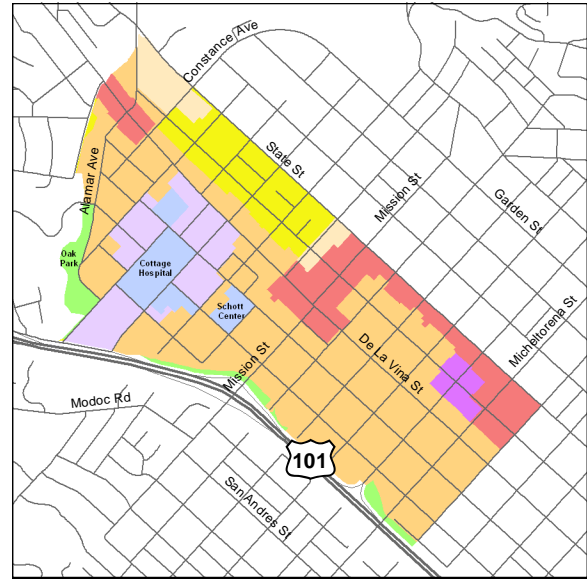 Constance Ave
State St
Mission St
Garden St
Alamar Ave
Oak
Park
Cottage
Hospital
Schott
Center
Micheltorena St
De La Vina St
Mission St
Modoc Rd
101
San Andres St